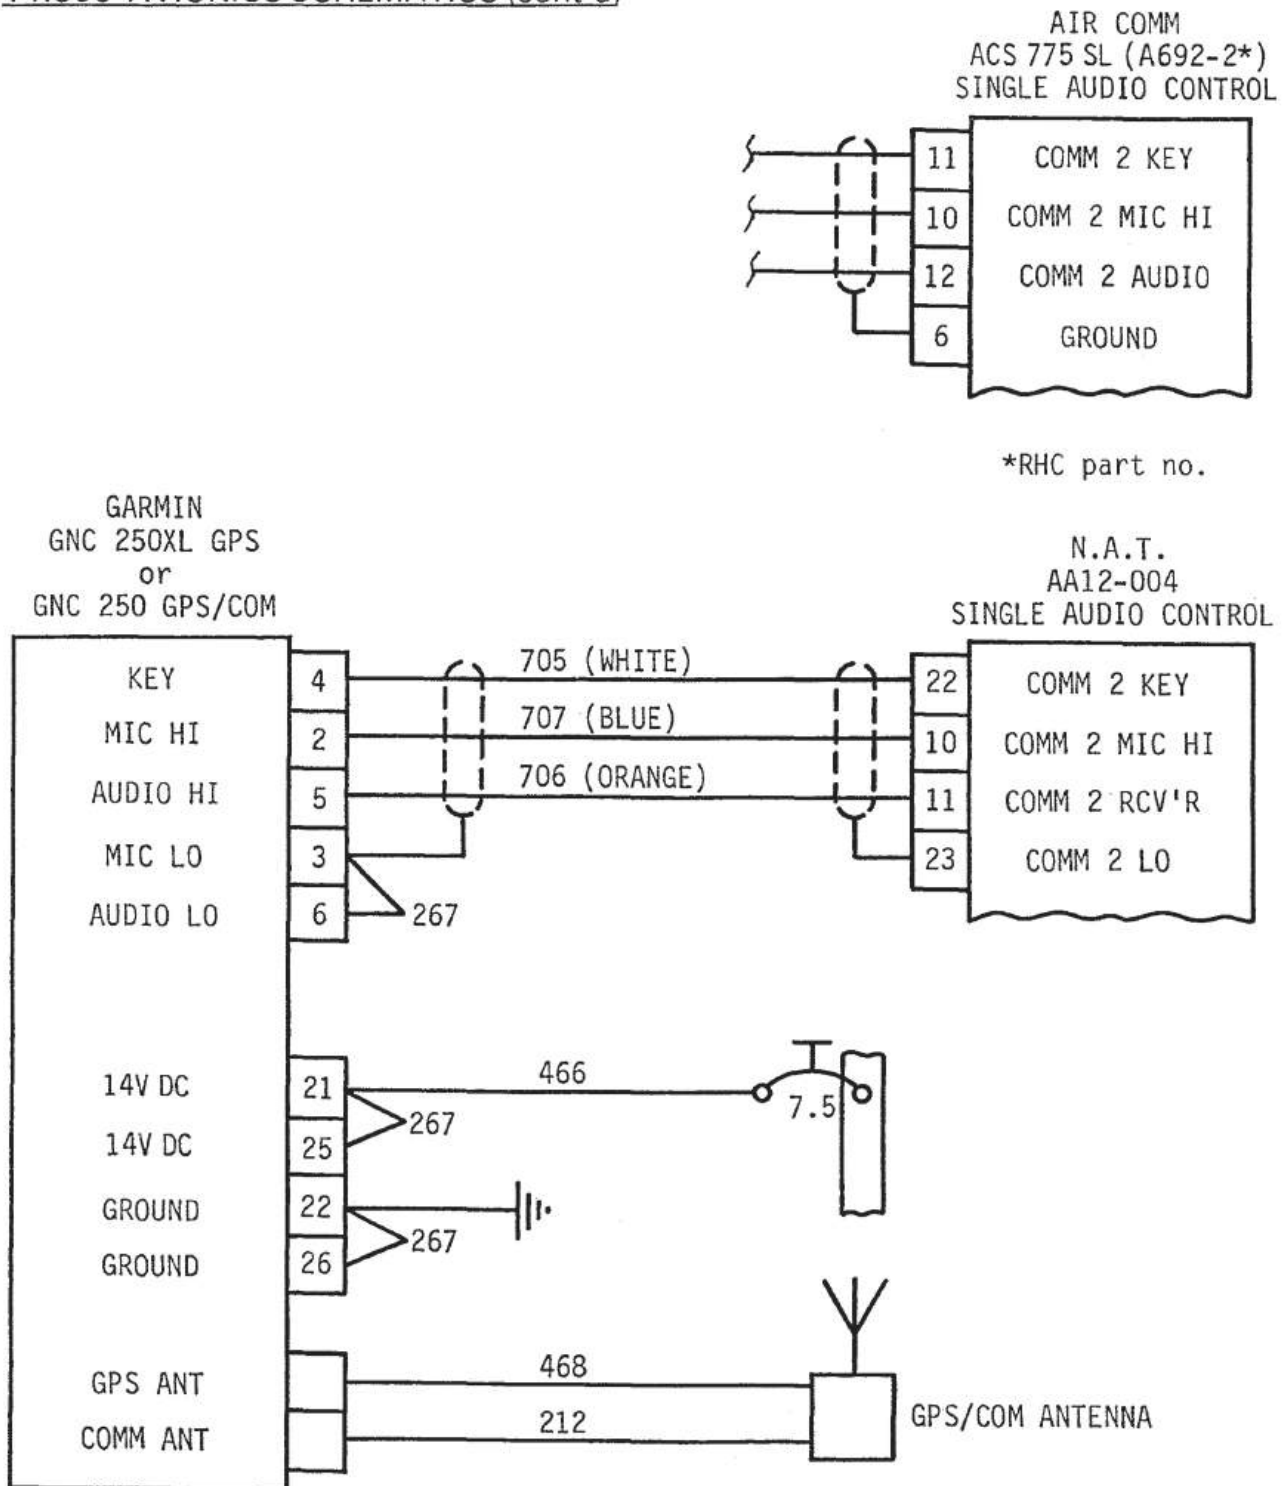 AVIONICS SCHEMATICS (cont'd)
AIR COMM
ACS 775 SL (A692-2*)
SINGLE AUDIO CONTROL
11 COMM 2 KEY
10 COMM 2 MIC HI
12 COMM 2 AUDIO
6 GROUND
*RHC part no.
GARMIN
GNC 250XL GPS
or
GNC 250 GPS/COM
N.A.T.
AA12-004
SINGLE AUDIO CONTROL
KEY 4 705 (WHITE) 22 COMM 2 KEY
MIC HI 2 707 (BLUE) 10 COMM 2 MIC HI
AUDIO HI 5 706 (ORANGE) 11 COMM 2 RCV'R
MIC LO 3 23 COMM 2 LO
AUDIO LO 6 267
14V DC 21 466 7.5
267
14V DC 25
GROUND 22
267
GROUND 26
GPS ANT 468
GPS/COM ANTENNA
COMM ANT 212